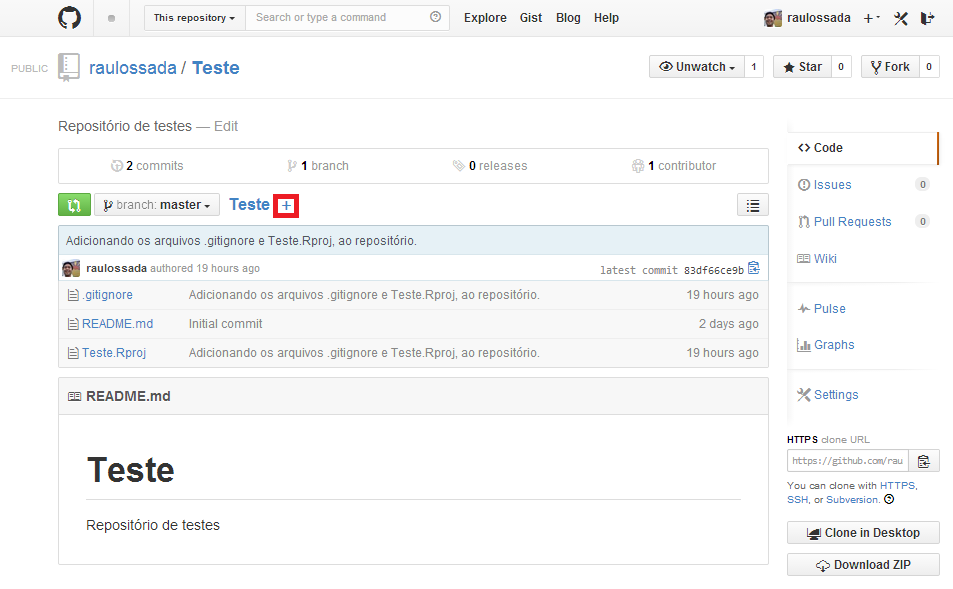 This repository Search or type a command Explore Gist Blog Help raulossada
PUBLIC raulossada / Teste Unwatch 1 Star 0 Fork 0
Repositório de testes — Edit
2 commits 1 branch 0 releases 1 contributor
branch: master Teste +
Adicionando os arquivos .gitignore e Teste.Rproj, ao repositório.
raulossada authored 19 hours ago latest commit 83df66ce9b
.gitignore Adicionando os arquivos .gitignore e Teste.Rproj, ao repositório. 19 hours ago
README.md Initial commit 2 days ago
Teste.Rproj Adicionando os arquivos .gitignore e Teste.Rproj, ao repositório. 19 hours ago
README.md
Teste
Repositório de testes
Code
Issues 0
Pull Requests 0
Wiki
Pulse
Graphs
Settings
HTTPS clone URL
https://github.com/rau
You can clone with HTTPS,
SSH, or Subversion.
Clone in Desktop
Download ZIP